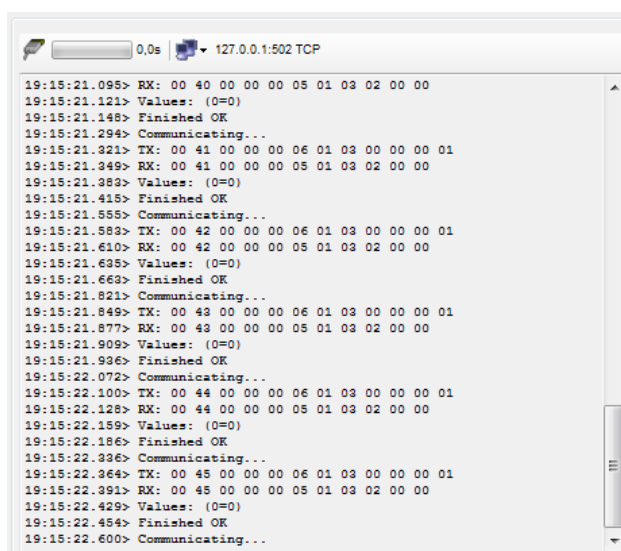 0,0s 127.0.0.1:502 TCP
19:15:21.095> RX: 00 40 00 00 00 05 01 03 02 00 00
19:15:21.121> Values: (0=0)
19:15:21.148> Finished OK
19:15:21.294> Communicating...
19:15:21.321> TX: 00 41 00 00 00 06 01 03 00 00 00 01
19:15:21.349> RX: 00 41 00 00 00 05 01 03 02 00 00
19:15:21.383> Values: (0=0)
19:15:21.415> Finished OK
19:15:21.555> Communicating...
19:15:21.583> TX: 00 42 00 00 00 06 01 03 00 00 00 01
19:15:21.610> RX: 00 42 00 00 00 05 01 03 02 00 00
19:15:21.635> Values: (0=0)
19:15:21.663> Finished OK
19:15:21.821> Communicating...
19:15:21.849> TX: 00 43 00 00 00 06 01 03 00 00 00 01
19:15:21.877> RX: 00 43 00 00 00 05 01 03 02 00 00
19:15:21.909> Values: (0=0)
19:15:21.936> Finished OK
19:15:22.072> Communicating...
19:15:22.100> TX: 00 44 00 00 00 06 01 03 00 00 00 01
19:15:22.128> RX: 00 44 00 00 00 05 01 03 02 00 00
19:15:22.159> Values: (0=0)
19:15:22.186> Finished OK
19:15:22.336> Communicating...
19:15:22.364> TX: 00 45 00 00 00 06 01 03 00 00 00 01
19:15:22.391> RX: 00 45 00 00 00 05 01 03 02 00 00
19:15:22.429> Values: (0=0)
19:15:22.454> Finished OK
19:15:22.600> Communicating...